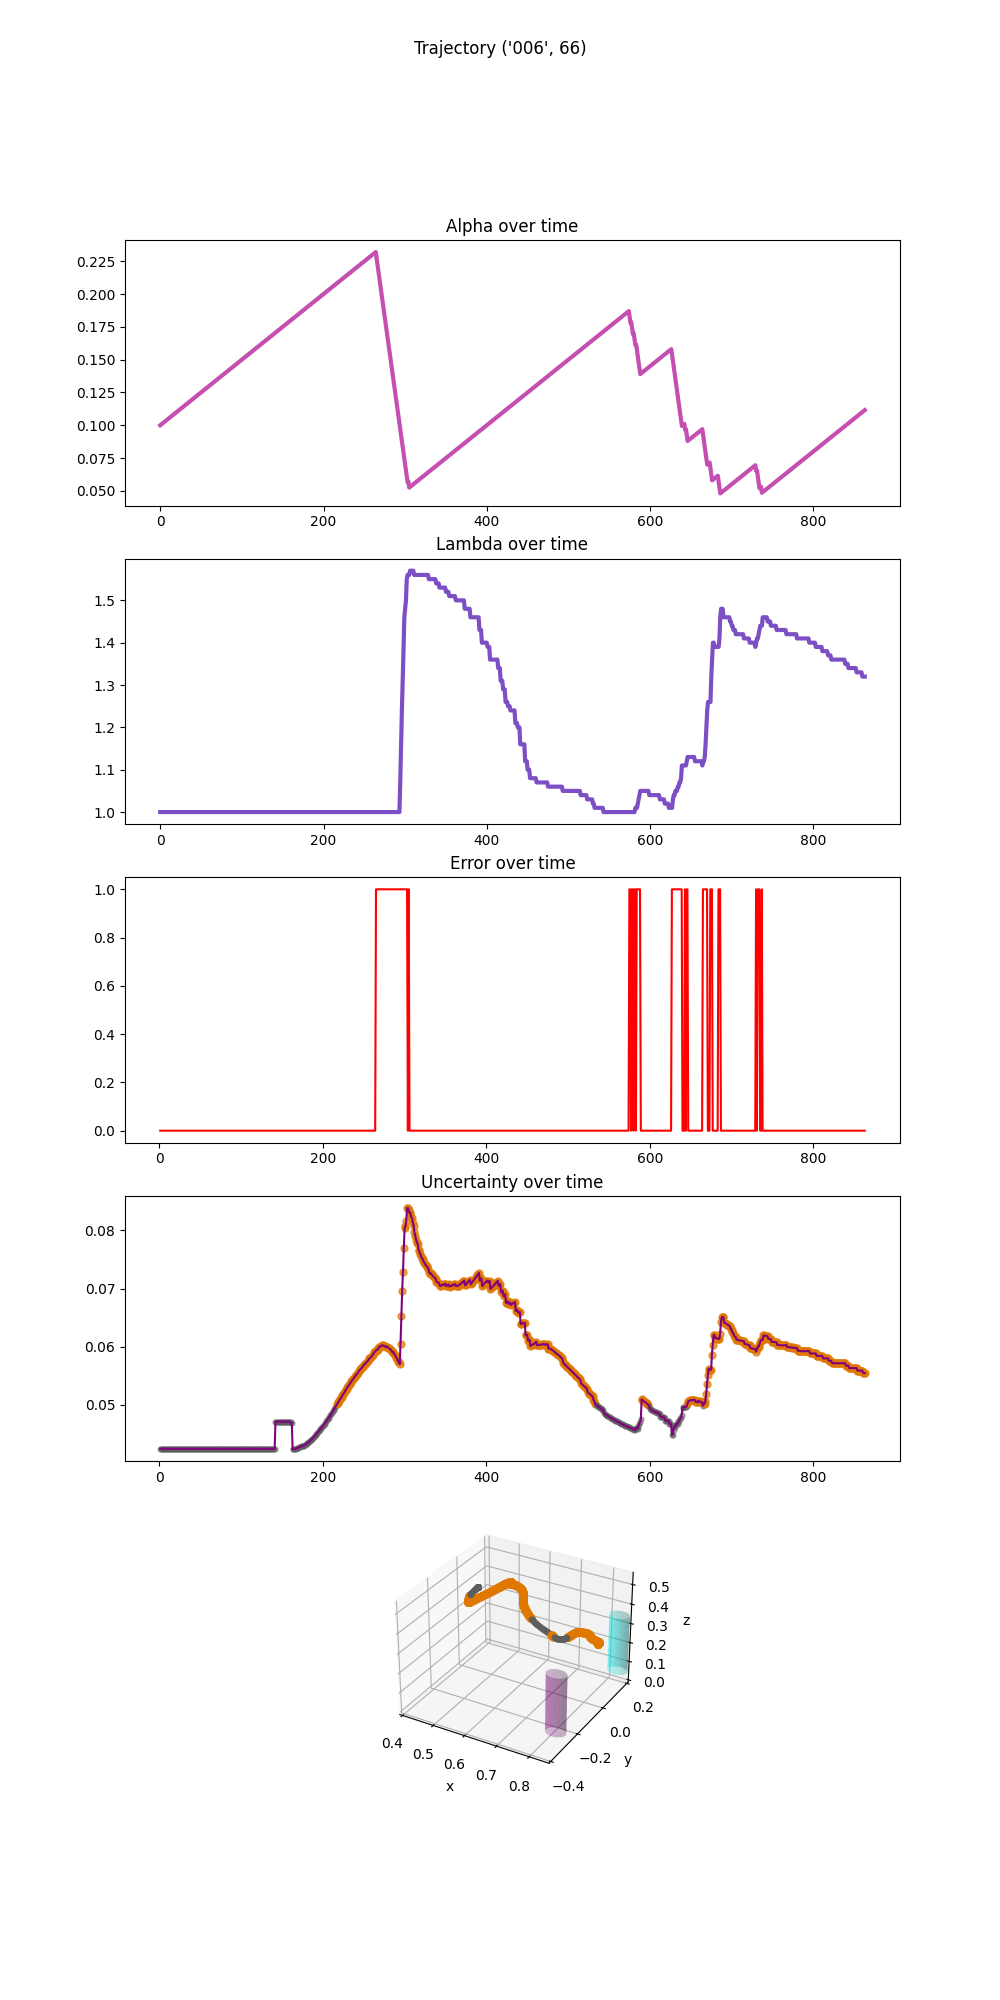 Trajectory ('006', 66)
Alpha over time
0.225
0.200
0.175
0.150
0.125
0.100
0.075
0.050
0 200 400 600 800
Lambda over time
1.5
1.4
1.3
1.2
1.1
1.0
0 200 400 600 800
Error over time
1.0
0.8
0.6
0.4
0.2
0.0
0 200 400 600 800
Uncertainty over time
0.08
0.07
0.06
0.05
0 200 400 600 800
0.5
0.4
0.3
0.2
0.1
0.0
z
0.4 0.5 0.6 0.7 0.8
x
−0.4 −0.2 0.0 0.2
y